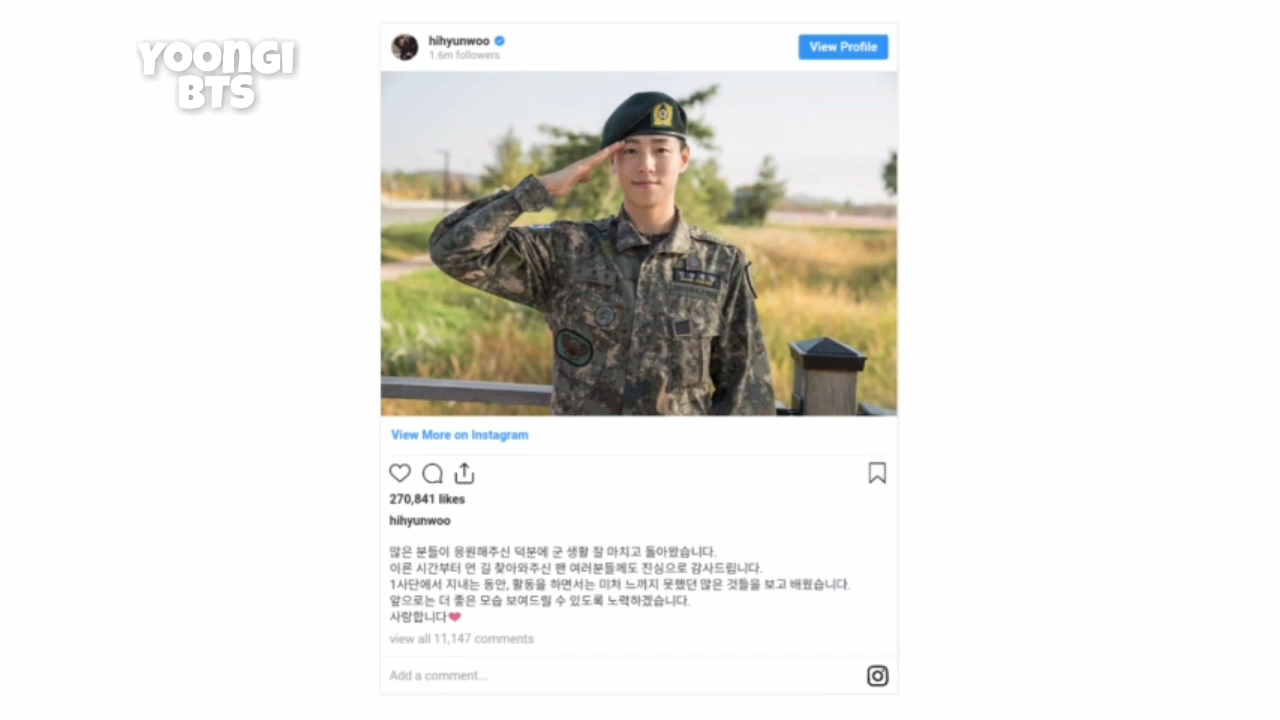 YOONGI
BTS
hihyunwoo
1.6m followers
View Profile
View More on Instagram
270,841 likes
hihyunwoo
많은 분들이 응원해주신 덕분에 군 생활 잘 마치고 돌아왔습니다.
이른 시간부터 먼 길 찾아와주신 팬 여러분들께도 진심으로 감사드립니다.
1사단에서 지내는 동안, 활동을 하면서는 미처 느끼지 못했던 많은 것들을 보고 배웠습니다.
앞으로는 더 좋은 모습 보여드릴 수 있도록 노력하겠습니다.
사랑합니다❤
view all 11,147 comments
Add a comment...